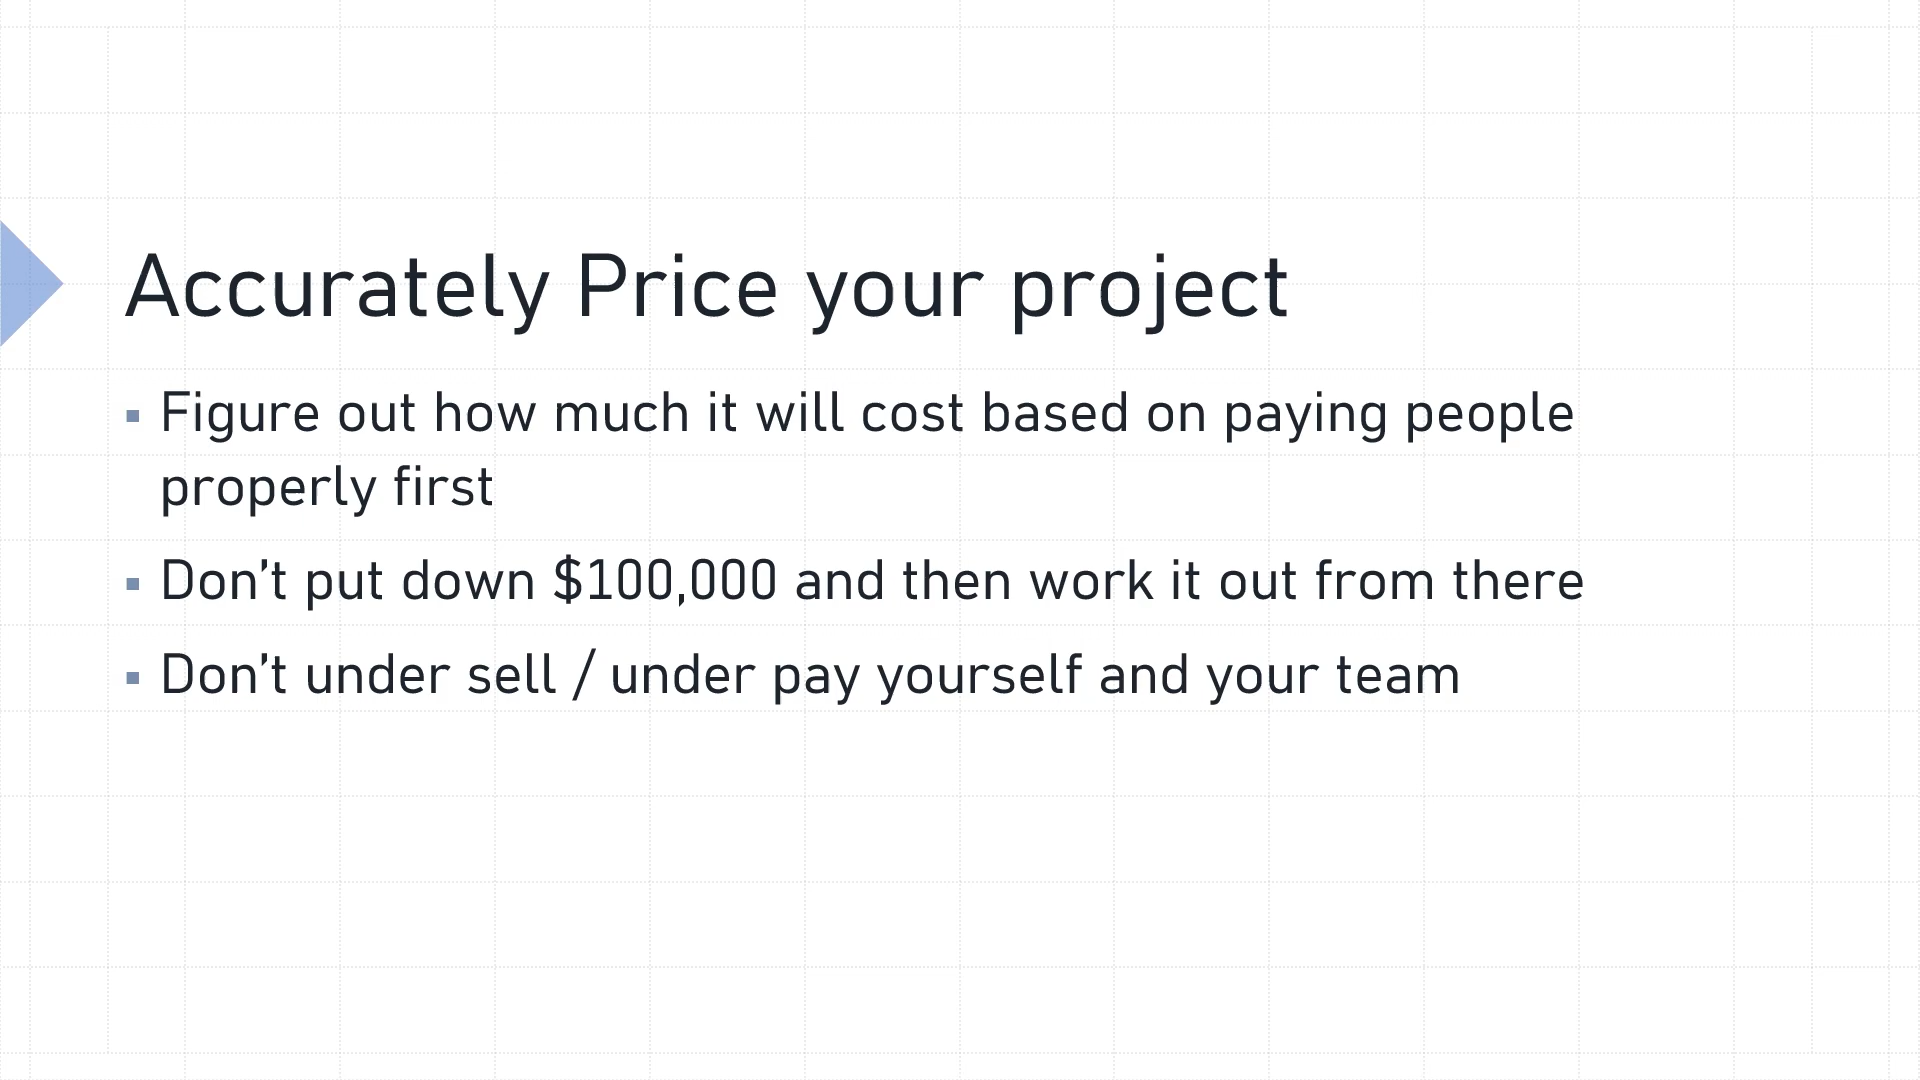 Accurately Price your project
▪ Figure out how much it will cost based on paying people
properly first
▪ Don’t put down $100,000 and then work it out from there
▪ Don’t under sell / under pay yourself and your team